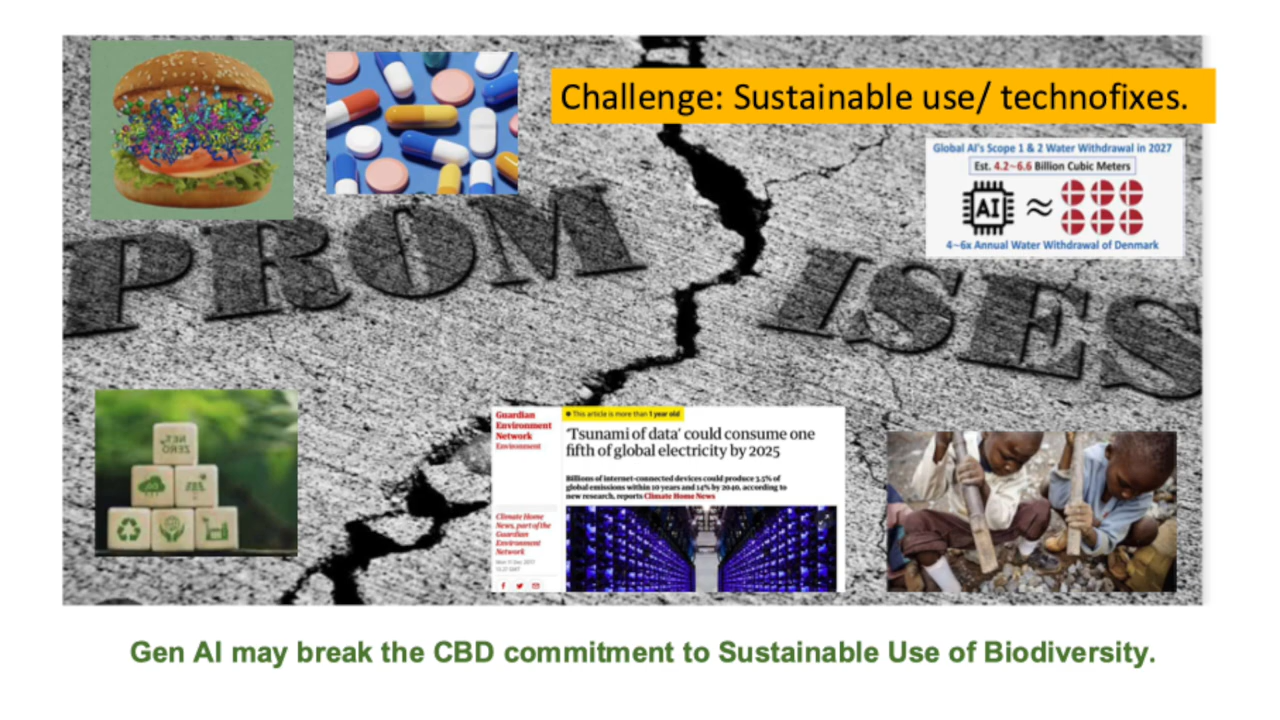 Challenge: Sustainable use/ technofixes.
Global AI's Scope 1 & 2 Water Withdrawal in 2027
Est. 4.2~6.6 Billion Cubic Meters
AI ≈
4~6x Annual Water Withdrawal of Denmark
PROM ISES
NET
ZERO
Guardian
Environment
Network
Environment
• This article is more than 1 year old
'Tsunami of data' could consume one
fifth of global electricity by 2025
Billions of internet-connected devices could produce 3.5% of
global emissions within 10 years and 14% by 2040, according to
new research, reports Climate Home News
Climate Home
News, part of the
Guardian
Environment
Network
Mon 11 Dec 2017
Gen AI may break the CBD commitment to Sustainable Use of Biodiversity.